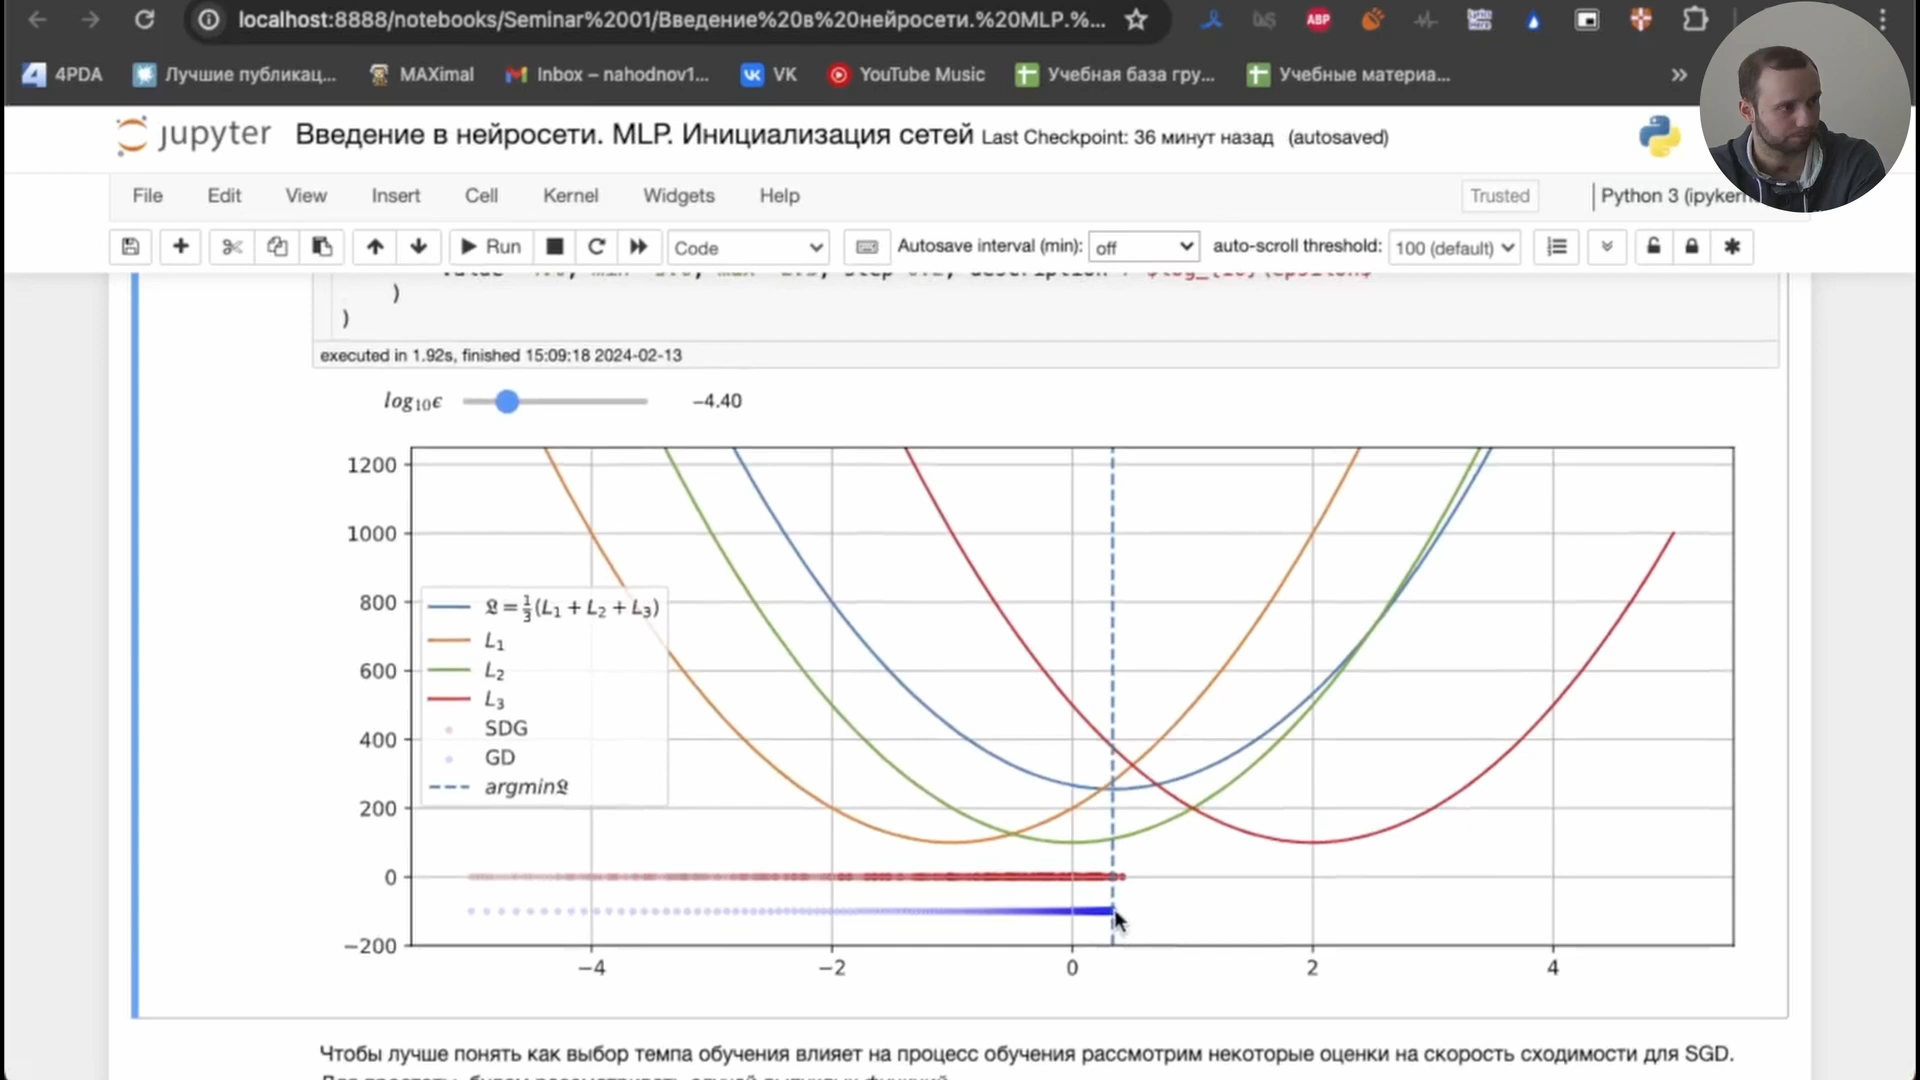 localhost:8888/notebooks/Seminar%2001/Введение%20в%20нейросети.%20MLP.%...
ABP
4PDA
Лучшие публикац...
MAXimal
Inbox – nahodnov1...
VK
YouTube Music
Учебная база гру...
Учебные материа...
»
jupyter Введение в нейросети. MLP. Инициализация сетей Last Checkpoint: 36 минут назад (autosaved)
File Edit View Insert Cell Kernel Widgets Help Trusted Python 3 (ipykern
Run Code Autosave interval (min): off auto-scroll threshold: 100 (default)
)
)
executed in 1.92s, finished 15:09:18 2024-02-13
log₁₀ϵ –4.40
1200
1000
800
600
400
200
0
−200
𝔏 = 1/3(L₁ + L₂ + L₃)
L₁
L₂
L₃
SDG
GD
argmin𝔏
−4 −2 0 2 4
Чтобы лучше понять как выбор темпа обучения влияет на процесс обучения рассмотрим некоторые оценки на скорость сходимости для SGD.